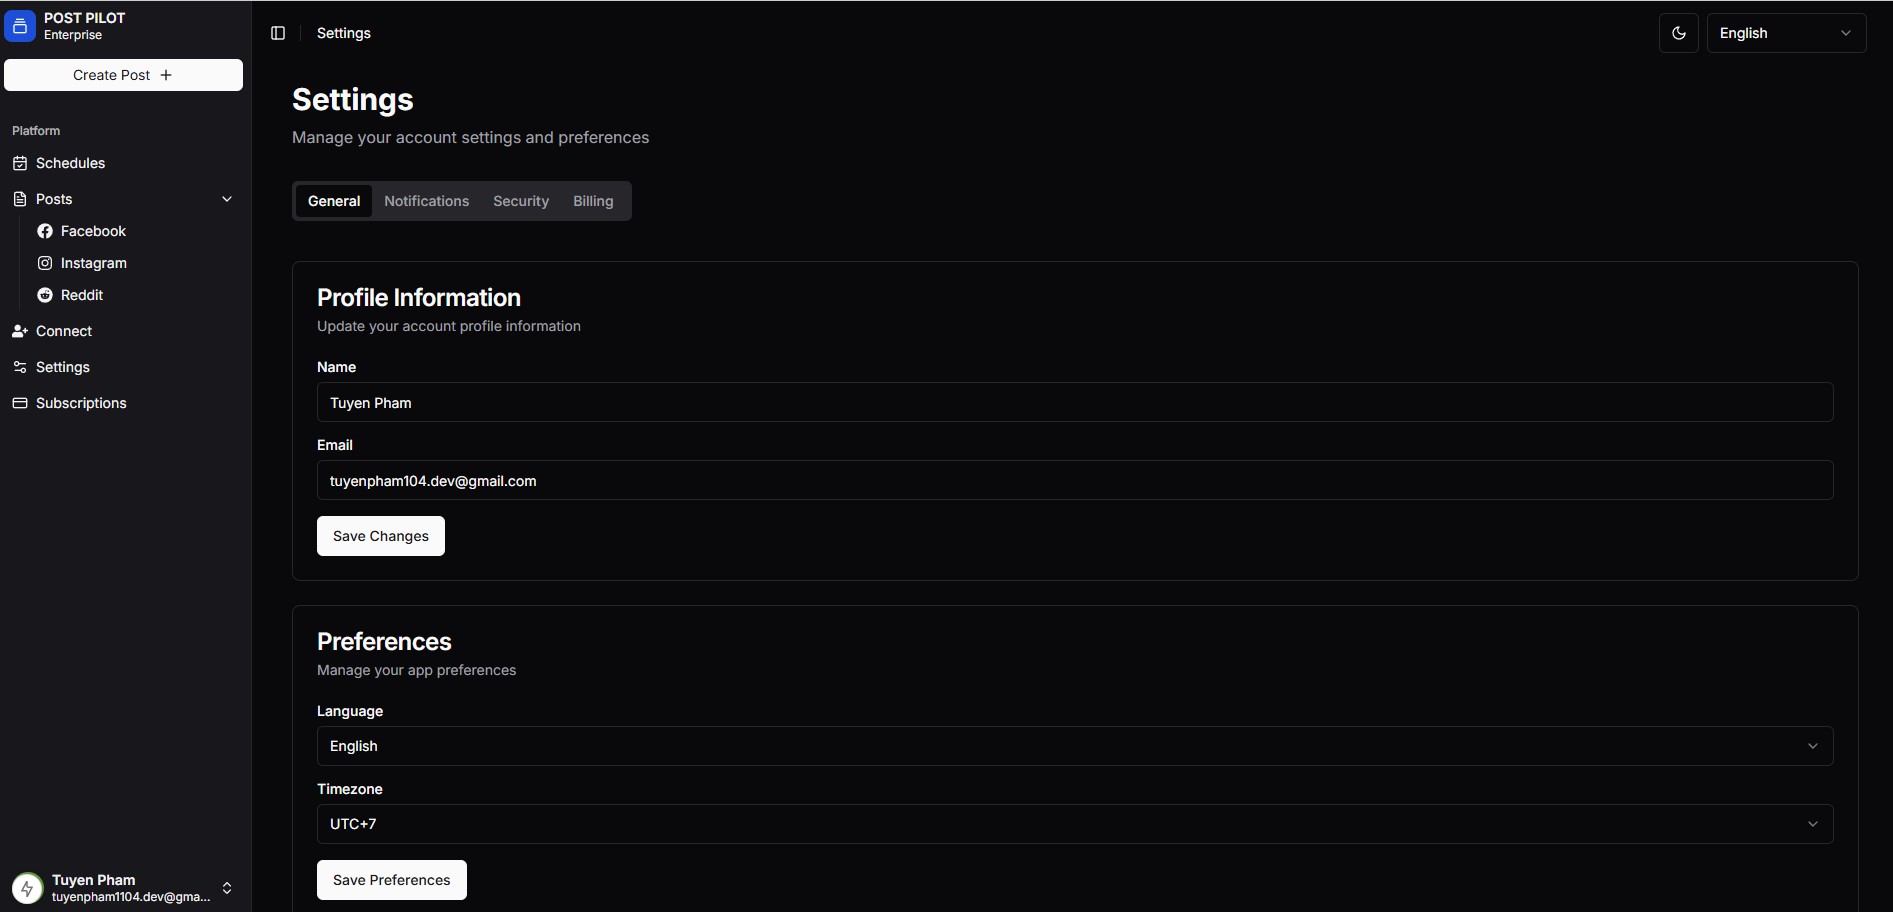 POST PILOT
Enterprise
Create Post
Platform
Schedules
Posts
Facebook
Instagram
Reddit
Connect
Settings
Subscriptions
Tuyen Pham
tuyenpham1104.dev@gma...
Settings
English
Settings
Manage your account settings and preferences
General Notifications Security Billing
Profile Information
Update your account profile information
Name
Tuyen Pham
Email
tuyenpham104.dev@gmail.com
Save Changes
Preferences
Manage your app preferences
Language
English
Timezone
UTC+7
Save Preferences